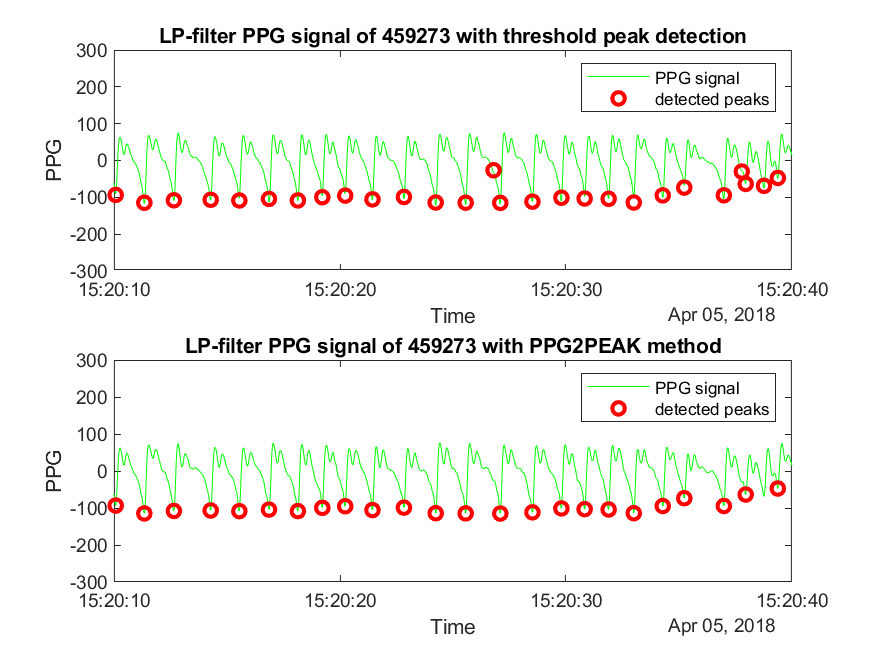 LP-filter PPG signal of 459273 with threshold peak detection
300
200
100
0
-100
-200
-300
PPG
PPG signal
detected peaks
15:20:10
15:20:20
15:20:30
15:20:40
Time
Apr 05, 2018
LP-filter PPG signal of 459273 with PPG2PEAK method
300
200
100
0
-100
-200
-300
PPG
PPG signal
detected peaks
15:20:10
15:20:20
15:20:30
15:20:40
Time
Apr 05, 2018